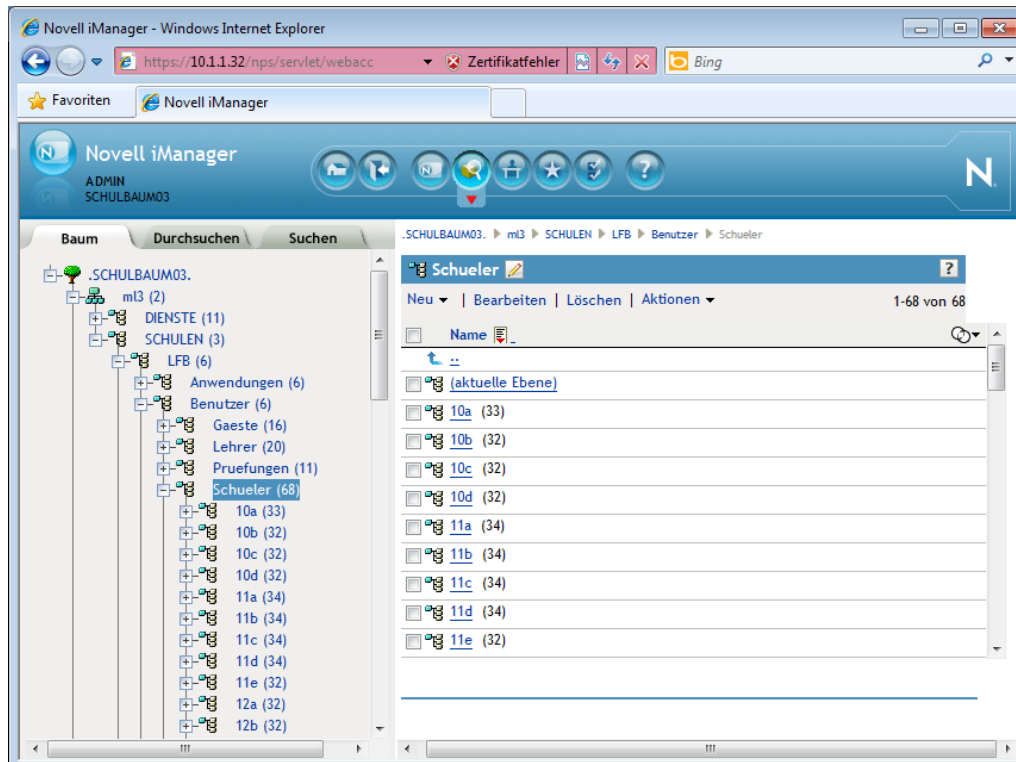 Novell iManager - Windows Internet Explorer
https://10.1.1.32/nps/servlet/webacc
Zertifikatfehler
Bing
Favoriten
Novell iManager
Novell iManager
ADMIN
SCHULBAUM03
N
N
?
N.
Baum
Durchsuchen
Suchen
.SCHULBAUM03.
ml3 (2)
DIENSTE (11)
SCHULEN (3)
LFB (6)
Anwendungen (6)
Benutzer (6)
Gaeste (16)
Lehrer (20)
Pruefungen (11)
Schueler (68)
10a (33)
10b (32)
10c (32)
10d (32)
11a (34)
11b (34)
11c (34)
11d (34)
11e (32)
12a (32)
12b (32)
.SCHULBAUM03. ml3 SCHULEN LFB Benutzer Schueler
Schueler ?
Neu | Bearbeiten | Löschen | Aktionen 1-68 von 68
Name
..
(aktuelle Ebene)
10a (33)
10b (32)
10c (32)
10d (32)
11a (34)
11b (34)
11c (34)
11d (34)
11e (32)